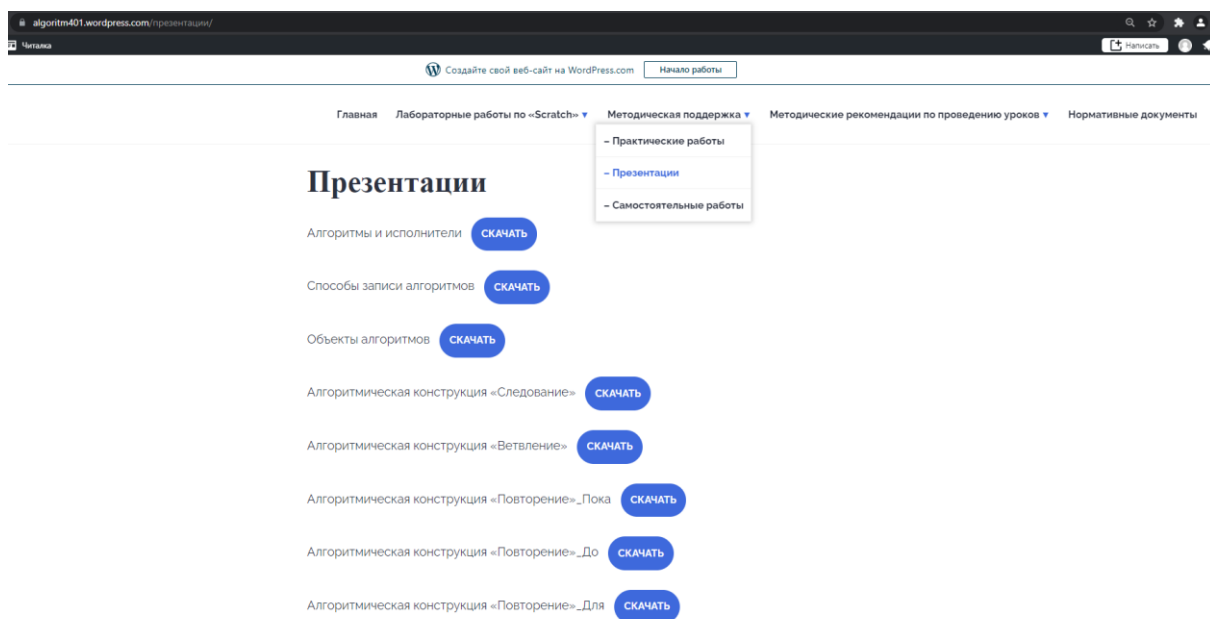 algoritm401.wordpress.com/презентации/
Читалка
Написать
Создайте свой веб-сайт на WordPress.com Начало работы
Главная Лабораторные работы по «Scratch» Методическая поддержка Методические рекомендации по проведению уроков Нормативные документы
– Практические работы
– Презентации
– Самостоятельные работы
Презентации
Алгоритмы и исполнители СКАЧАТЬ
Способы записи алгоритмов СКАЧАТЬ
Объекты алгоритмов СКАЧАТЬ
Алгоритмическая конструкция «Следование» СКАЧАТЬ
Алгоритмическая конструкция «Ветвление» СКАЧАТЬ
Алгоритмическая конструкция «Повторение»_Пока СКАЧАТЬ
Алгоритмическая конструкция «Повторение»_До СКАЧАТЬ
Алгоритмическая конструкция «Повторение»_Для СКАЧАТЬ